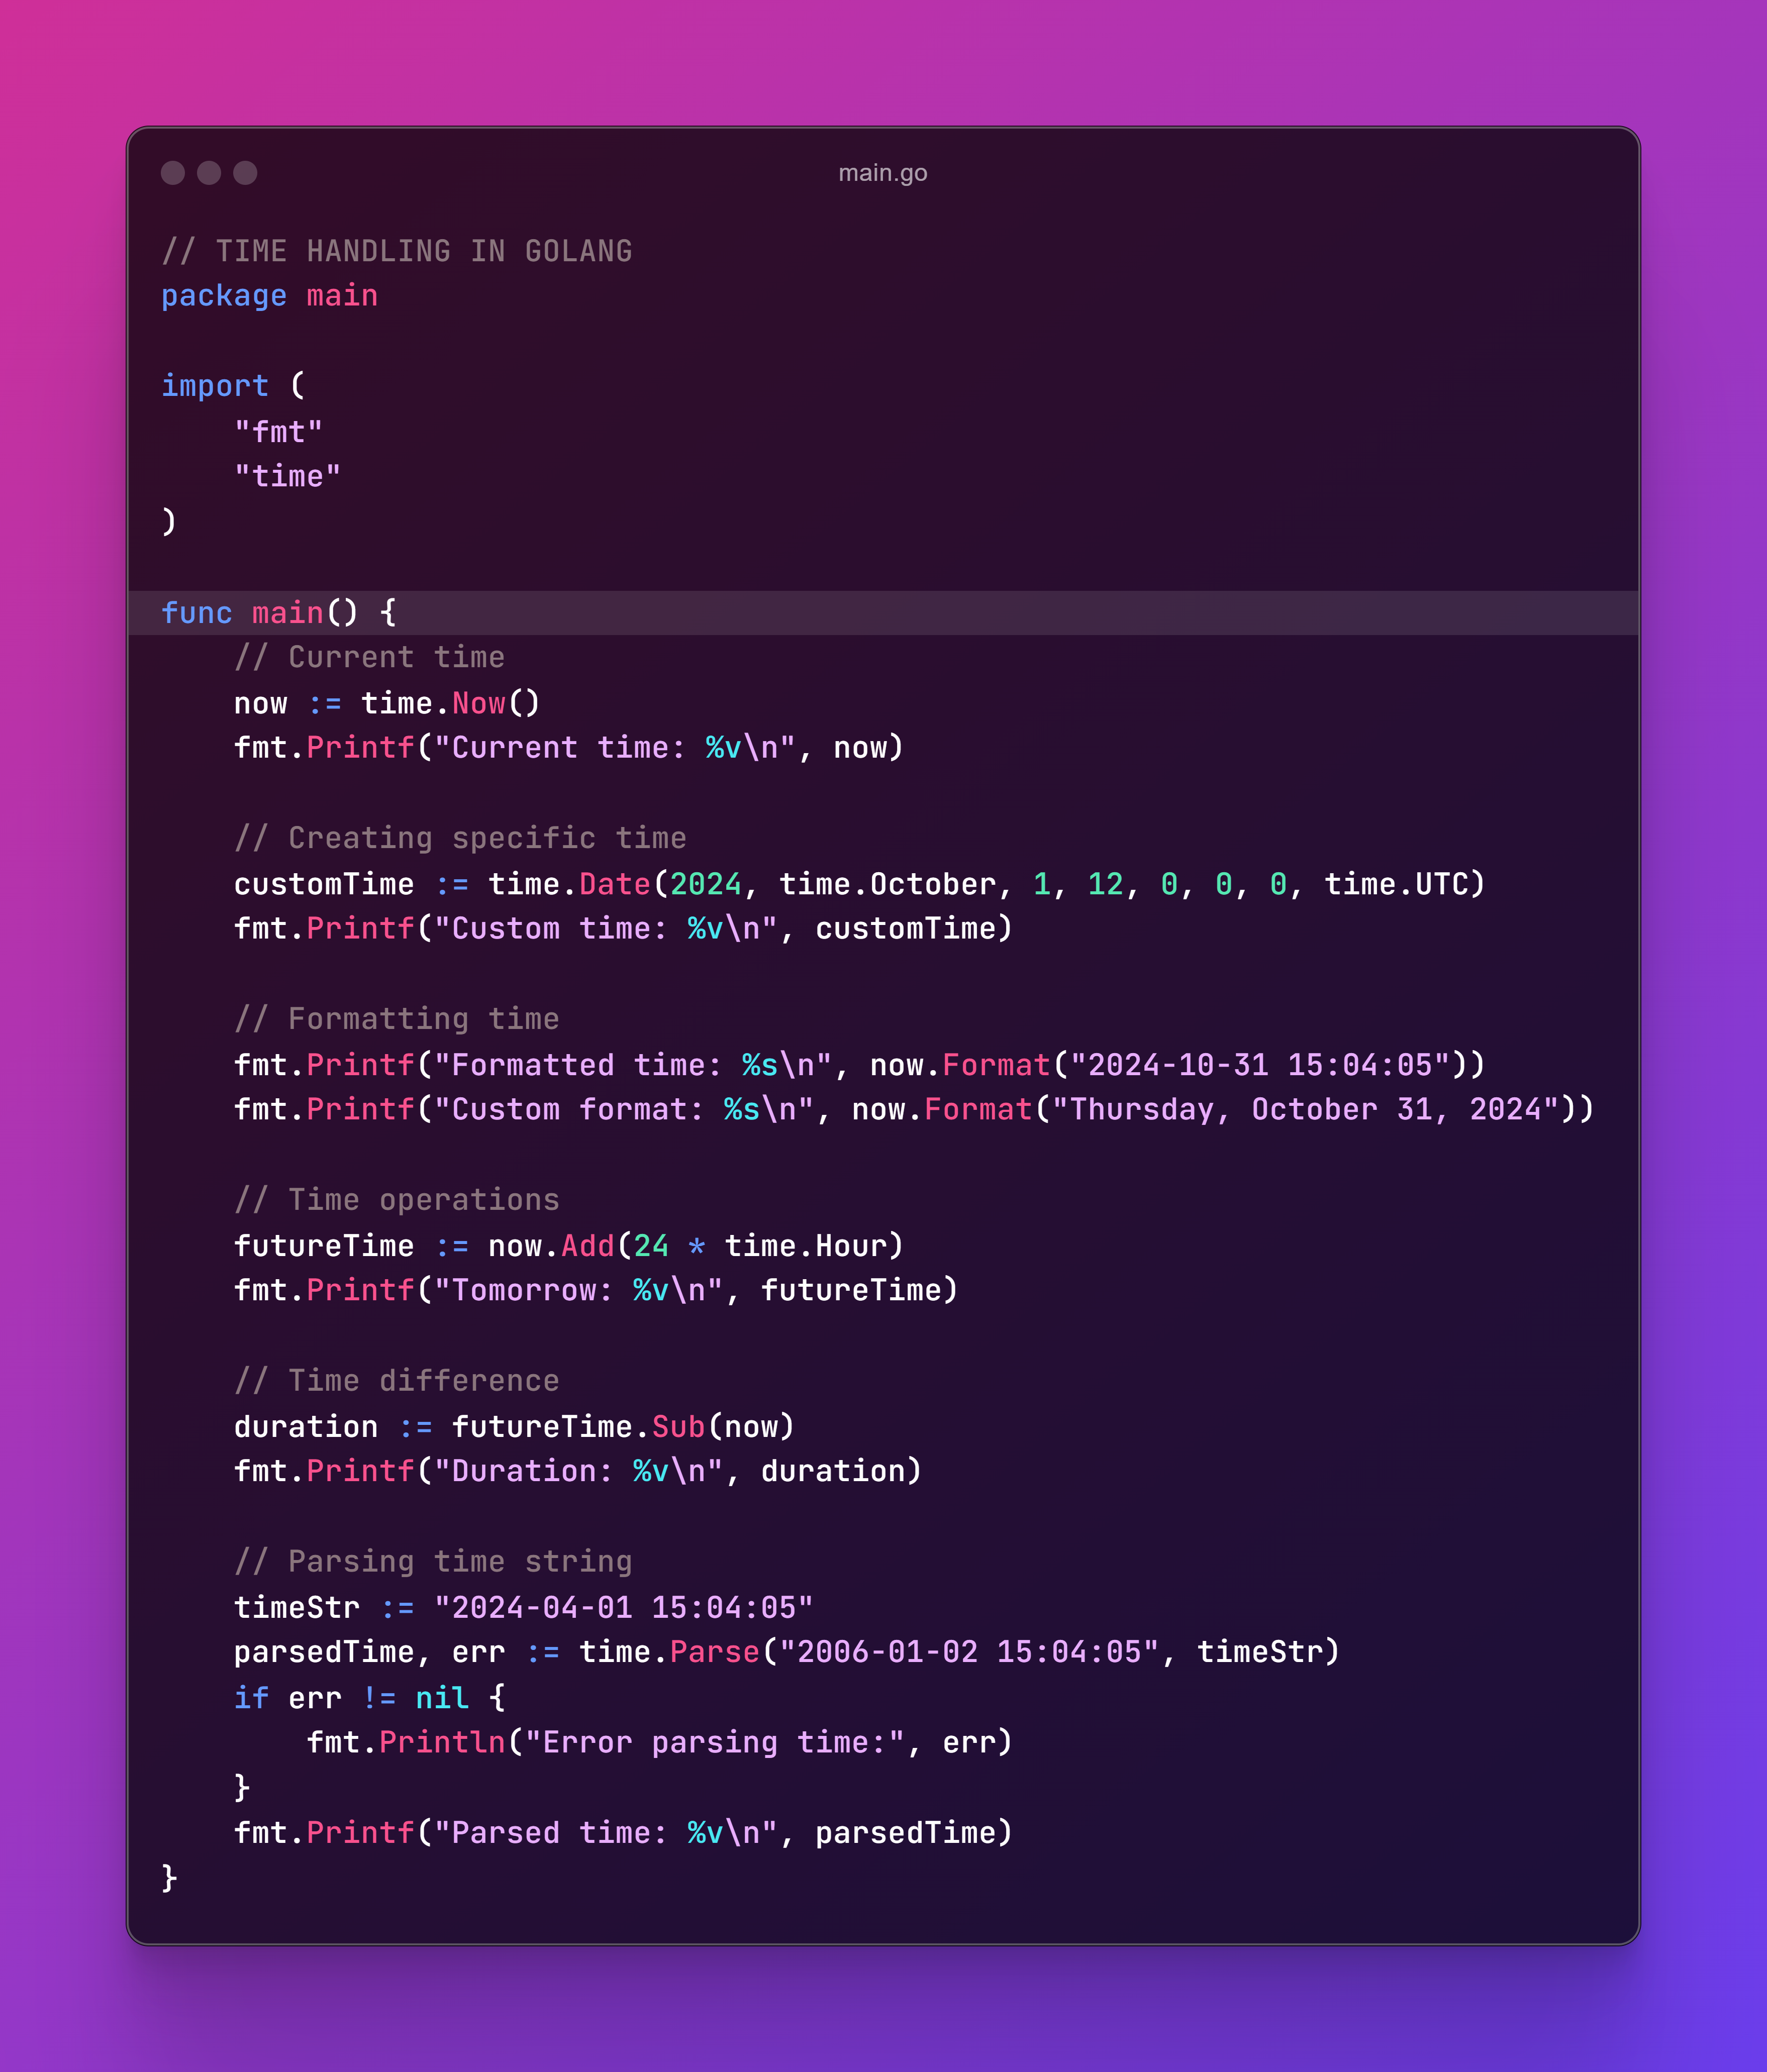 main.go
// TIME HANDLING IN GOLANG
package main
import (
    "fmt"
    "time"
)
func main() {
    // Current time
    now := time.Now()
    fmt.Printf("Current time: %v\n", now)
    // Creating specific time
    customTime := time.Date(2024, time.October, 1, 12, 0, 0, 0, time.UTC)
    fmt.Printf("Custom time: %v\n", customTime)
    // Formatting time
    fmt.Printf("Formatted time: %s\n", now.Format("2024-10-31 15:04:05"))
    fmt.Printf("Custom format: %s\n", now.Format("Thursday, October 31, 2024"))
    // Time operations
    futureTime := now.Add(24 * time.Hour)
    fmt.Printf("Tomorrow: %v\n", futureTime)
    // Time difference
    duration := futureTime.Sub(now)
    fmt.Printf("Duration: %v\n", duration)
    // Parsing time string
    timeStr := "2024-04-01 15:04:05"
    parsedTime, err := time.Parse("2006-01-02 15:04:05", timeStr)
    if err != nil {
        fmt.Println("Error parsing time:", err)
    }
    fmt.Printf("Parsed time: %v\n", parsedTime)
}